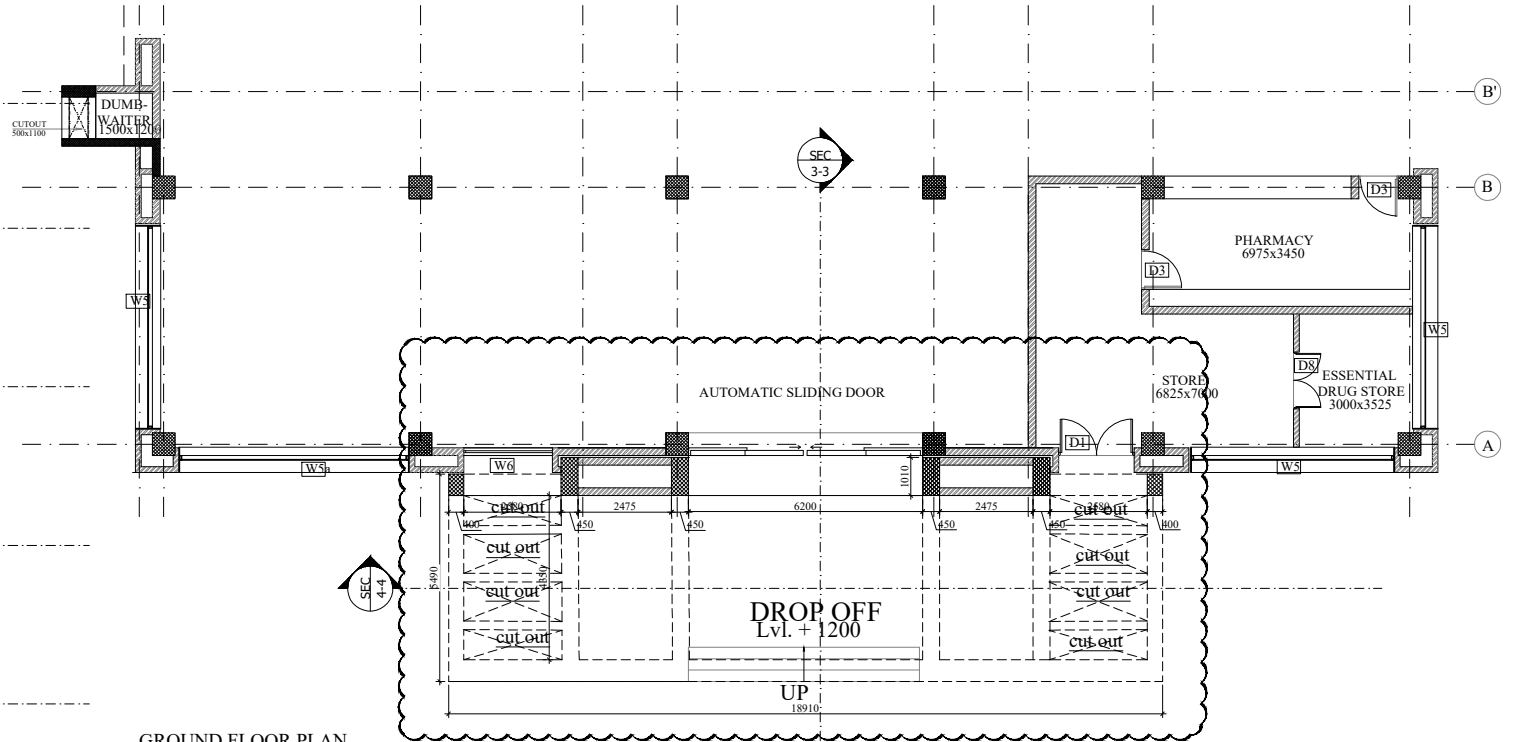 B'
DUMB-
WAITER
1500x1200
CUTOUT
500x1100
SEC
3-3
B
D3
PHARMACY
6975x3450
D3
W5
W5
D8
ESSENTIAL
DRUG STORE
3000x3525
STORE
6825x7000
AUTOMATIC SLIDING DOOR
D1
A
W5a
W6
W5
1010
400
cut out
450
2475
450
6200
450
2475
450
cut out
2580
400
cut out
cut out
5490
4350
SEC
4-4
cut out
cut out
DROP OFF
Lvl. + 1200
cut out
cut out
UP
18910
GROUND FLOOR PLAN